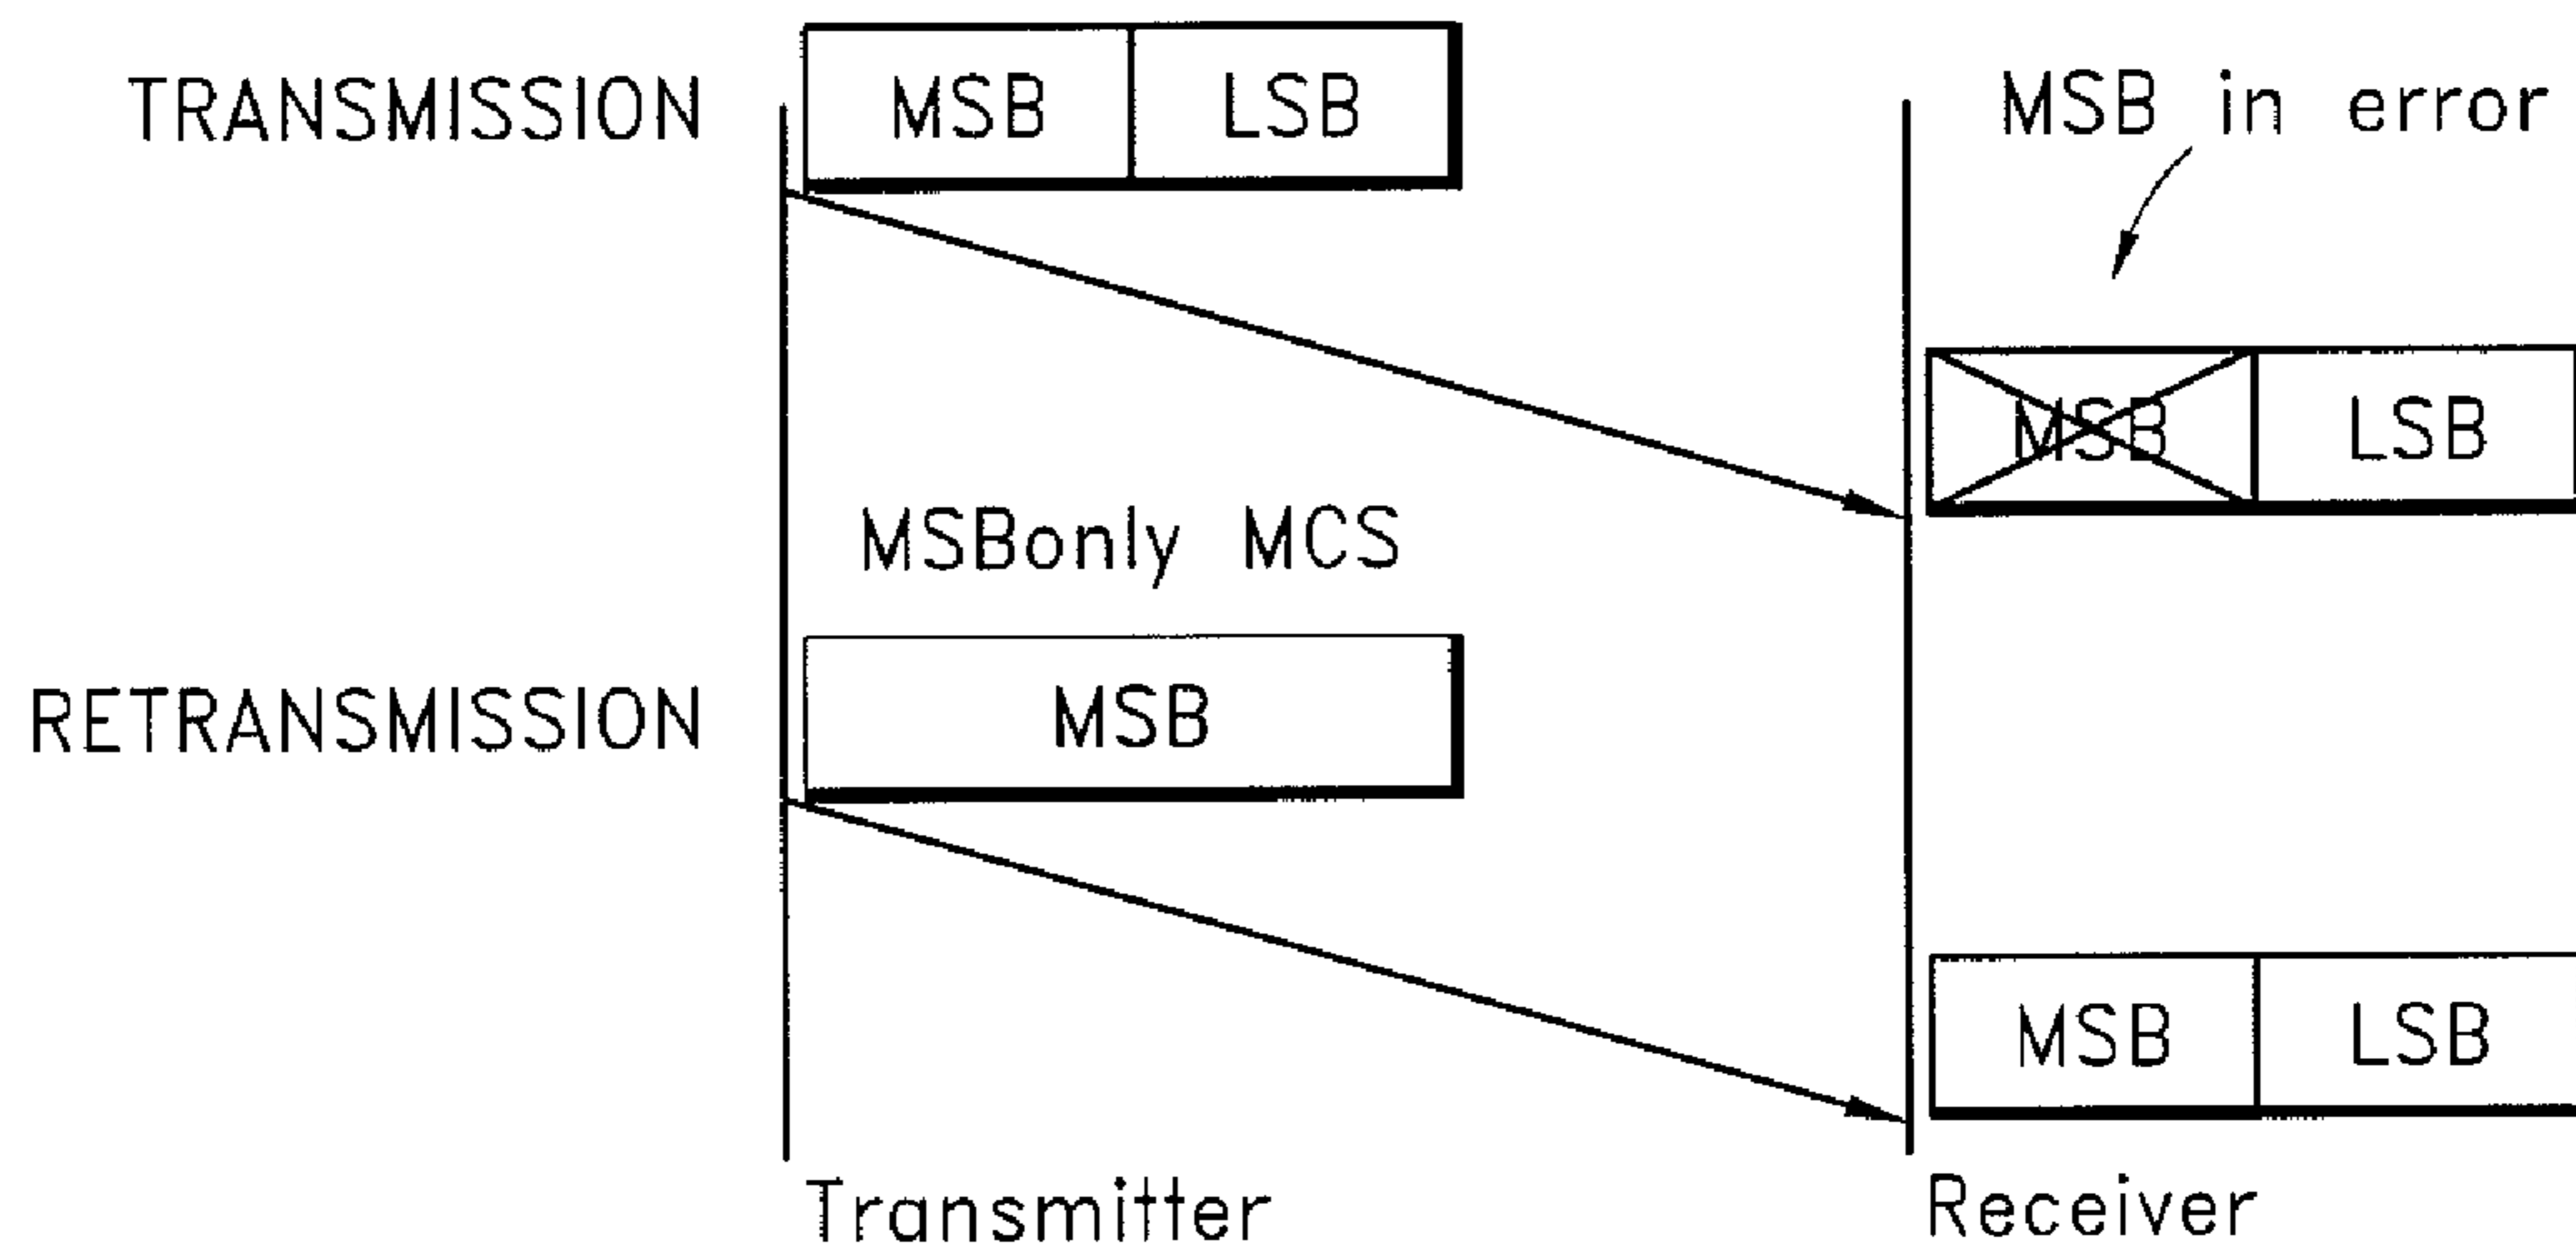 TRANSMISSION
MSB LSB
MSB in error
MSB LSB
MSBonly MCS
RETRANSMISSION
MSB
MSB LSB
Transmitter
Receiver